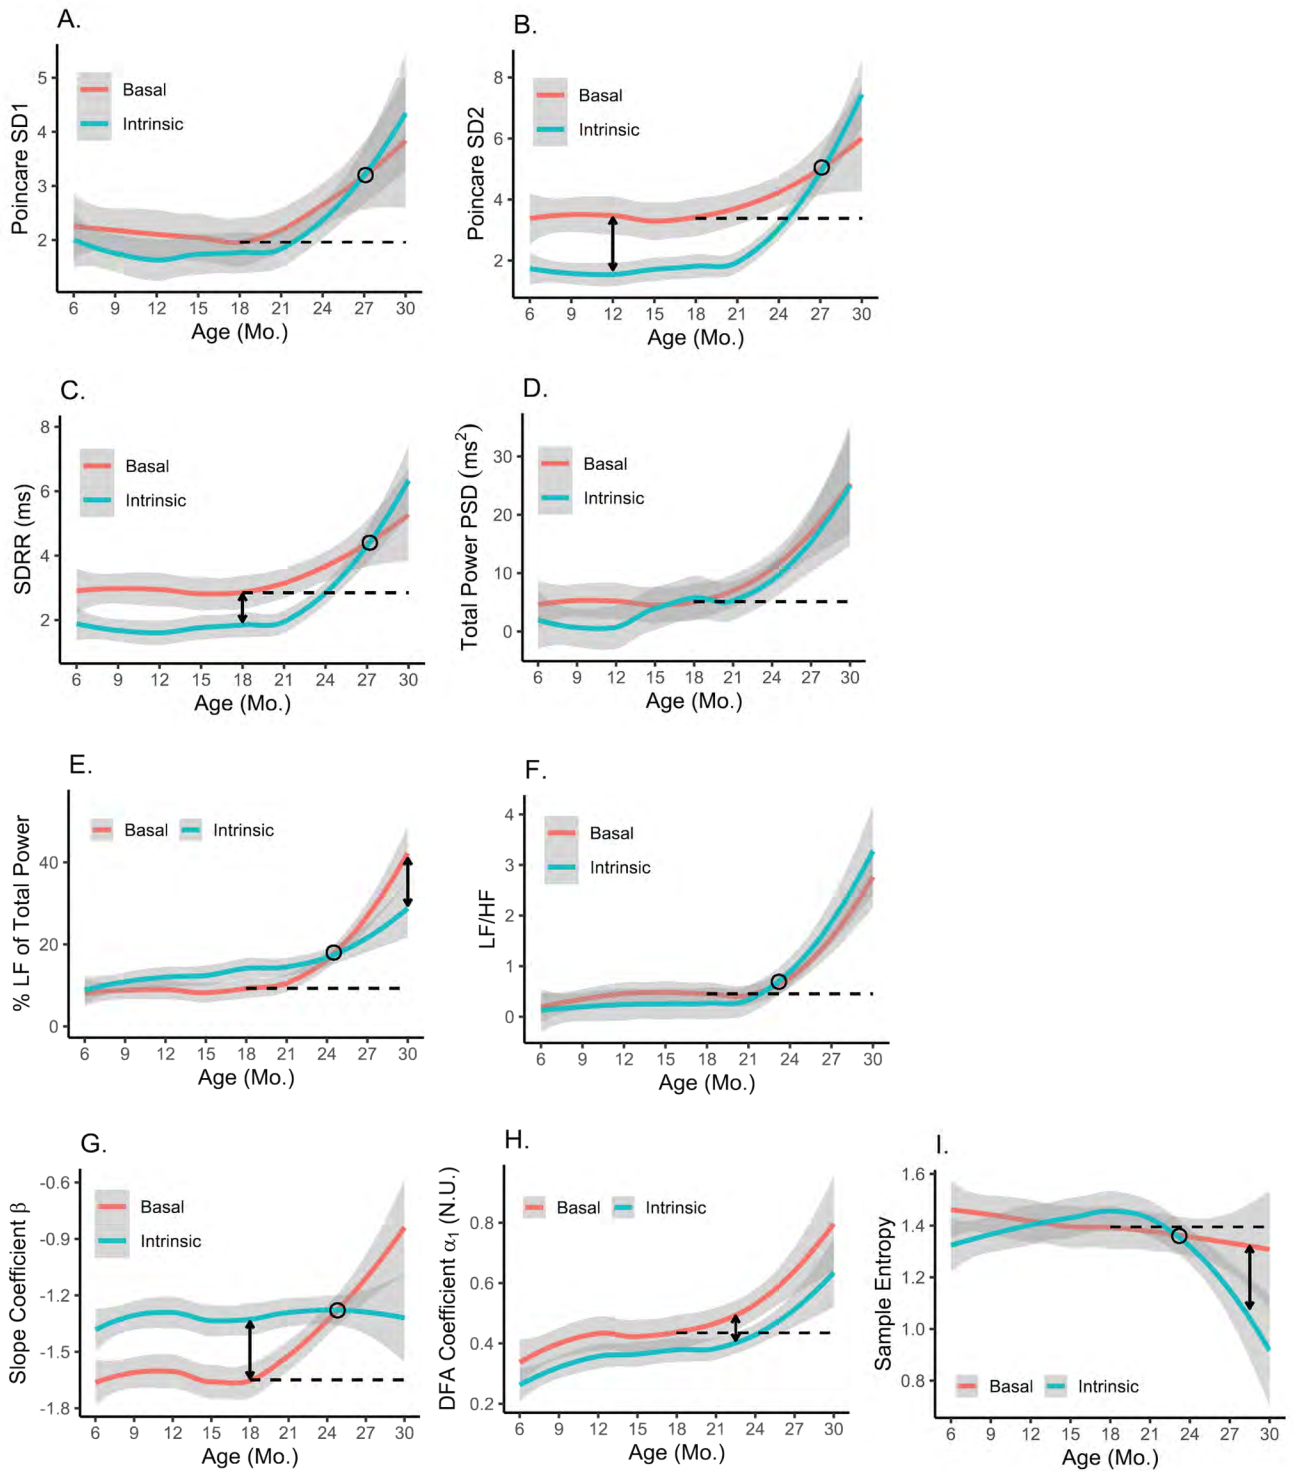 A.
5
4
3
2
Poincare SD1
Basal
Intrinsic
6 9 12 15 18 21 24 27 30
Age (Mo.)
B.
8
6
4
2
Poincare SD2
Basal
Intrinsic
6 9 12 15 18 21 24 27 30
Age (Mo.)
C.
8
6
4
2
SDRR (ms)
Basal
Intrinsic
6 9 12 15 18 21 24 27 30
Age (Mo.)
D.
30
20
10
0
Total Power PSD (ms²)
Basal
Intrinsic
6 9 12 15 18 21 24 27 30
Age (Mo.)
E.
40
20
0
% LF of Total Power
Basal Intrinsic
6 9 12 15 18 21 24 27 30
Age (Mo.)
F.
4
3
2
1
0
LF/HF
Basal
Intrinsic
6 9 12 15 18 21 24 27 30
Age (Mo.)
G.
-0.6
-0.9
-1.2
-1.5
-1.8
Slope Coefficient β
Basal
Intrinsic
6 9 12 15 18 21 24 27 30
Age (Mo.)
H.
0.8
0.6
0.4
0.2
DFA Coefficient α₁ (N.U.)
Basal Intrinsic
6 9 12 15 18 21 24 27 30
Age (Mo.)
I.
1.6
1.4
1.2
1.0
0.8
Sample Entropy
Basal Intrinsic
6 9 12 15 18 21 24 27 30
Age (Mo.)